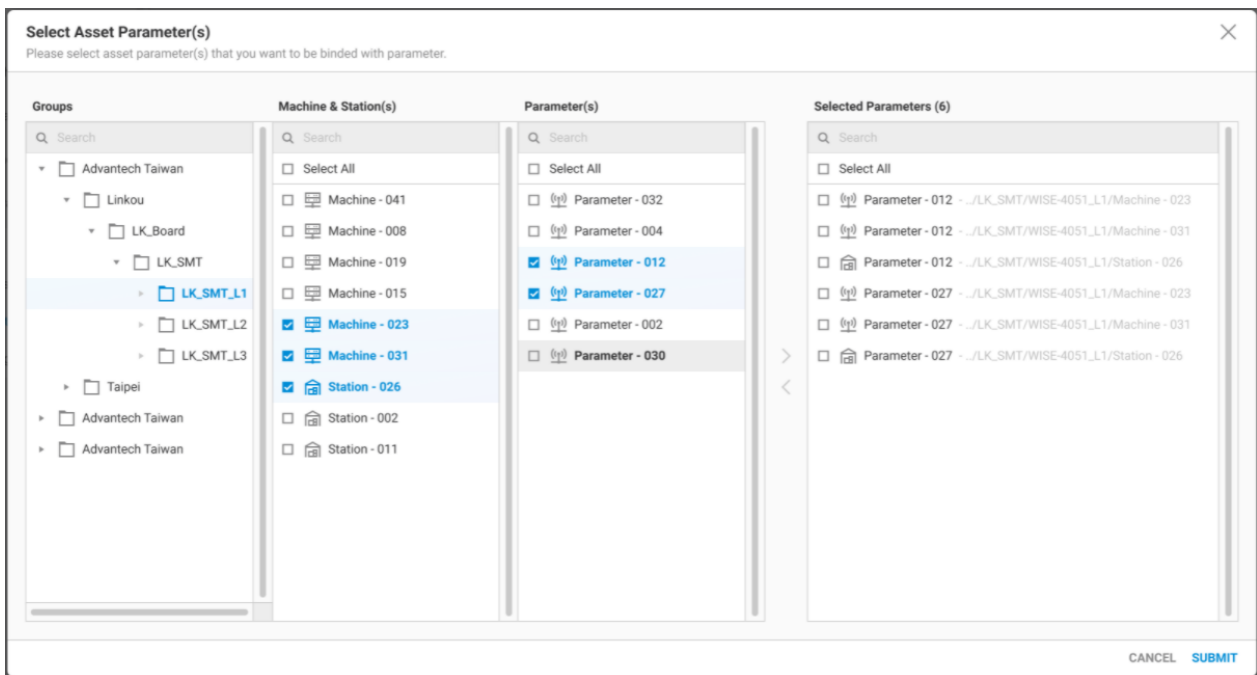 Select Asset Parameter(s)
Please select asset parameter(s) that you want to be binded with parameter.
Groups
Search
Advantech Taiwan
Linkou
LK_Board
LK_SMT
LK_SMT_L1
LK_SMT_L2
LK_SMT_L3
Taipei
Advantech Taiwan
Advantech Taiwan
Machine & Station(s)
Search
Select All
Machine - 041
Machine - 008
Machine - 019
Machine - 015
Machine - 023
Machine - 031
Station - 026
Station - 002
Station - 011
Parameter(s)
Search
Select All
Parameter - 032
Parameter - 004
Parameter - 012
Parameter - 027
Parameter - 002
Parameter - 030
Selected Parameters (6)
Search
Select All
Parameter - 012 - ../LK_SMT/WISE-4051_L1/Machine - 023
Parameter - 012 - ../LK_SMT/WISE-4051_L1/Machine - 031
Parameter - 012 - ../LK_SMT/WISE-4051_L1/Station - 026
Parameter - 027 - ../LK_SMT/WISE-4051_L1/Machine - 023
Parameter - 027 - ../LK_SMT/WISE-4051_L1/Machine - 031
Parameter - 027 - ../LK_SMT/WISE-4051_L1/Station - 026
CANCEL SUBMIT